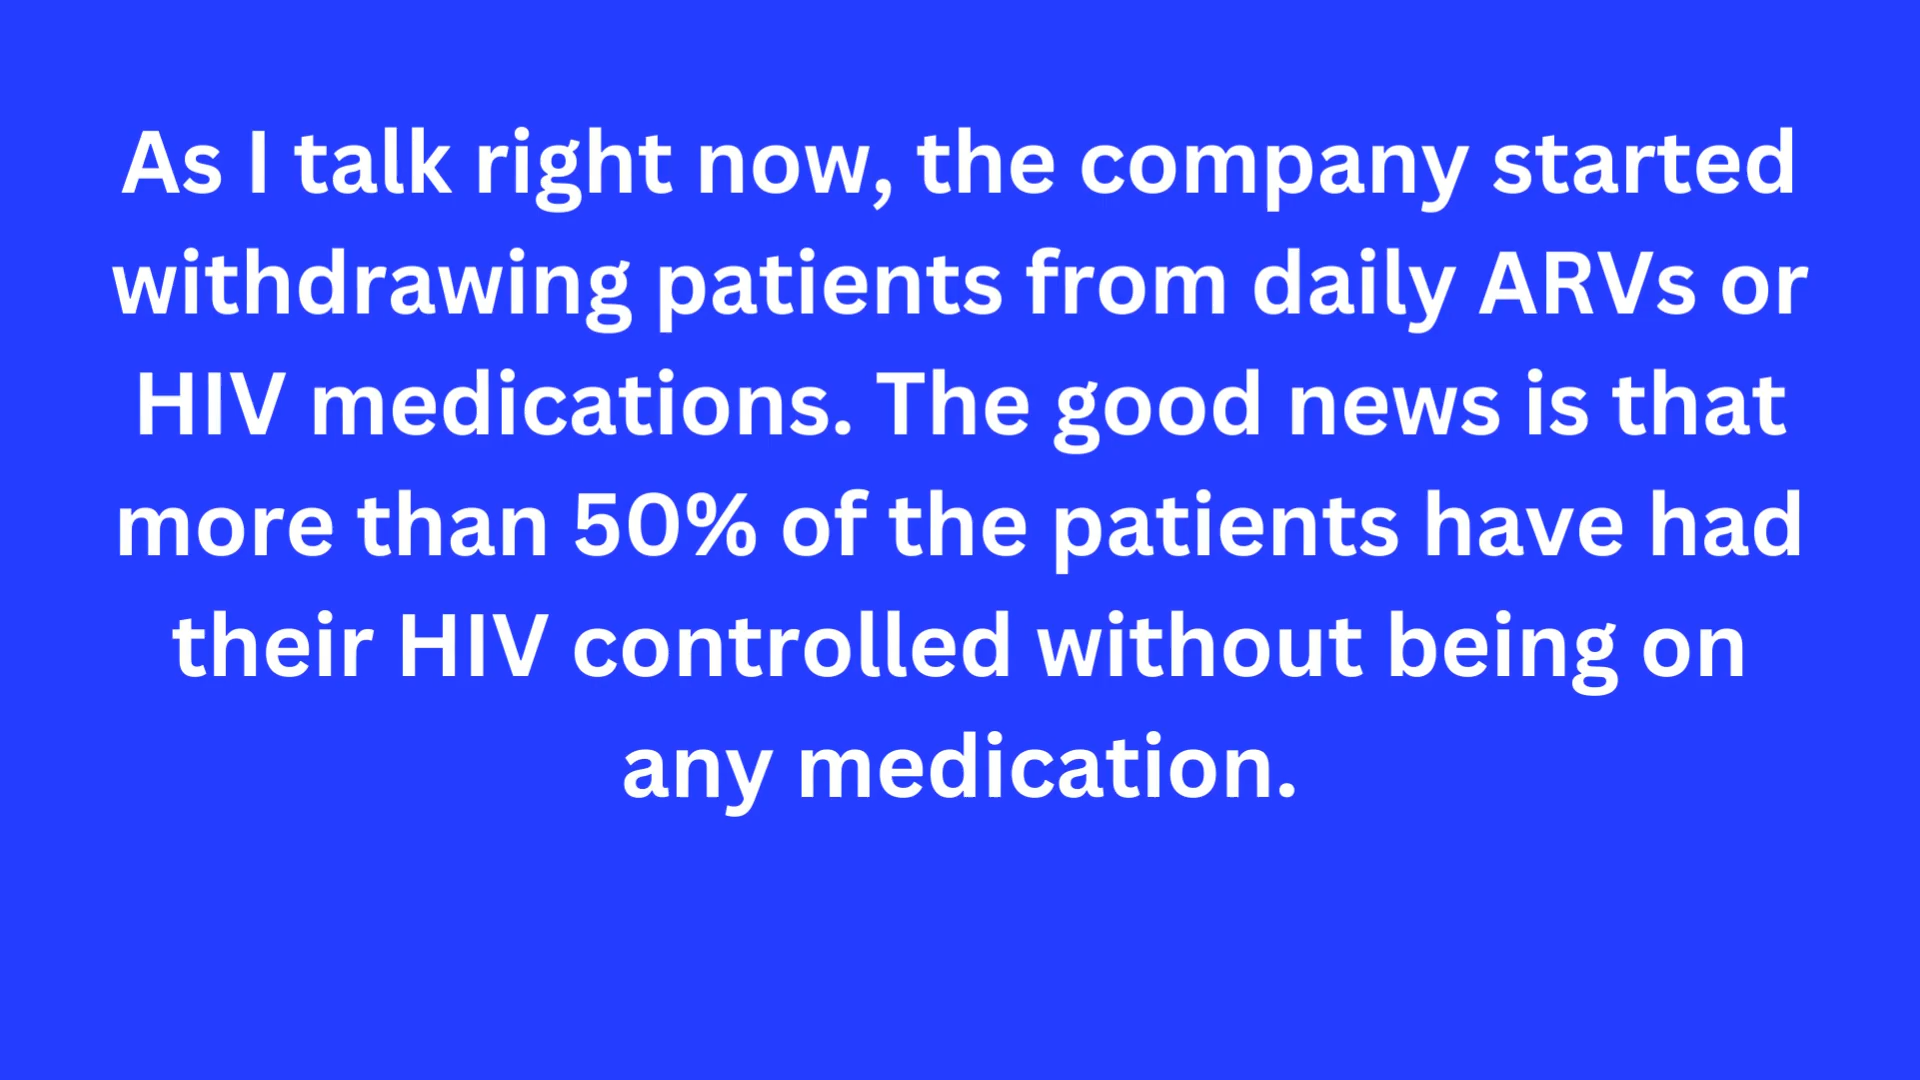 As I talk right now, the company started
withdrawing patients from daily ARVs or
HIV medications. The good news is that
more than 50% of the patients have had
their HIV controlled without being on
any medication.